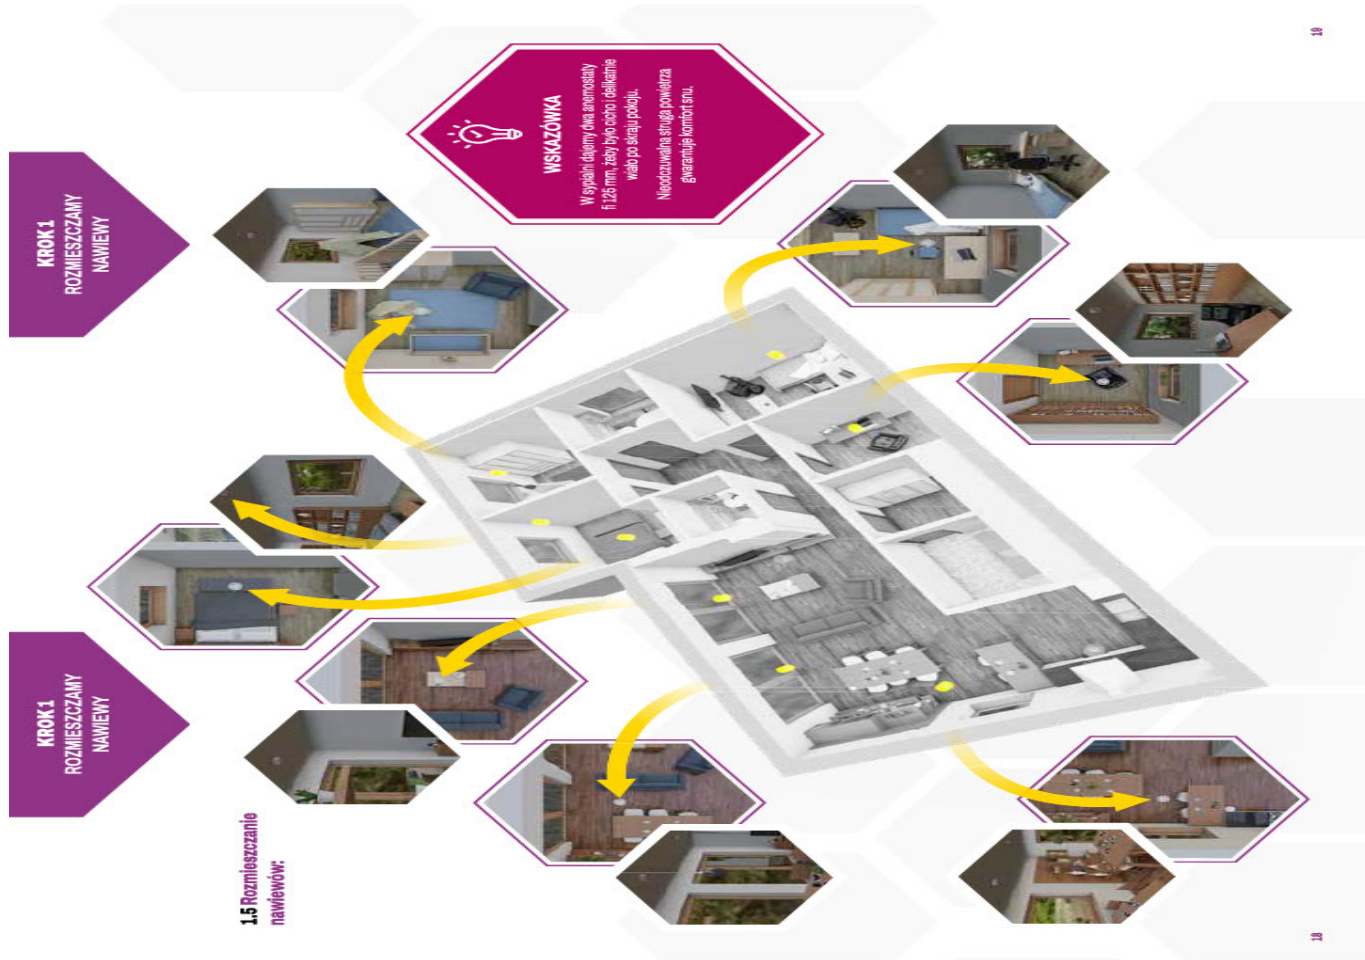 KROK 1
ROZMIESZCZAMY
NAWIEWY
1.5 Rozmieszczanie
nawiewów:
18
KROK 1
ROZMIESZCZAMY
NAWIEWY
WSKAZÓWKA
W sypialni dajemy dwa anemostaty
fi 125 mm, żeby było cicho i delikatnie
wiało po skraju pokoju.
Nieodczuwalna struga powietrza
gwarantuje komfort snu.
19